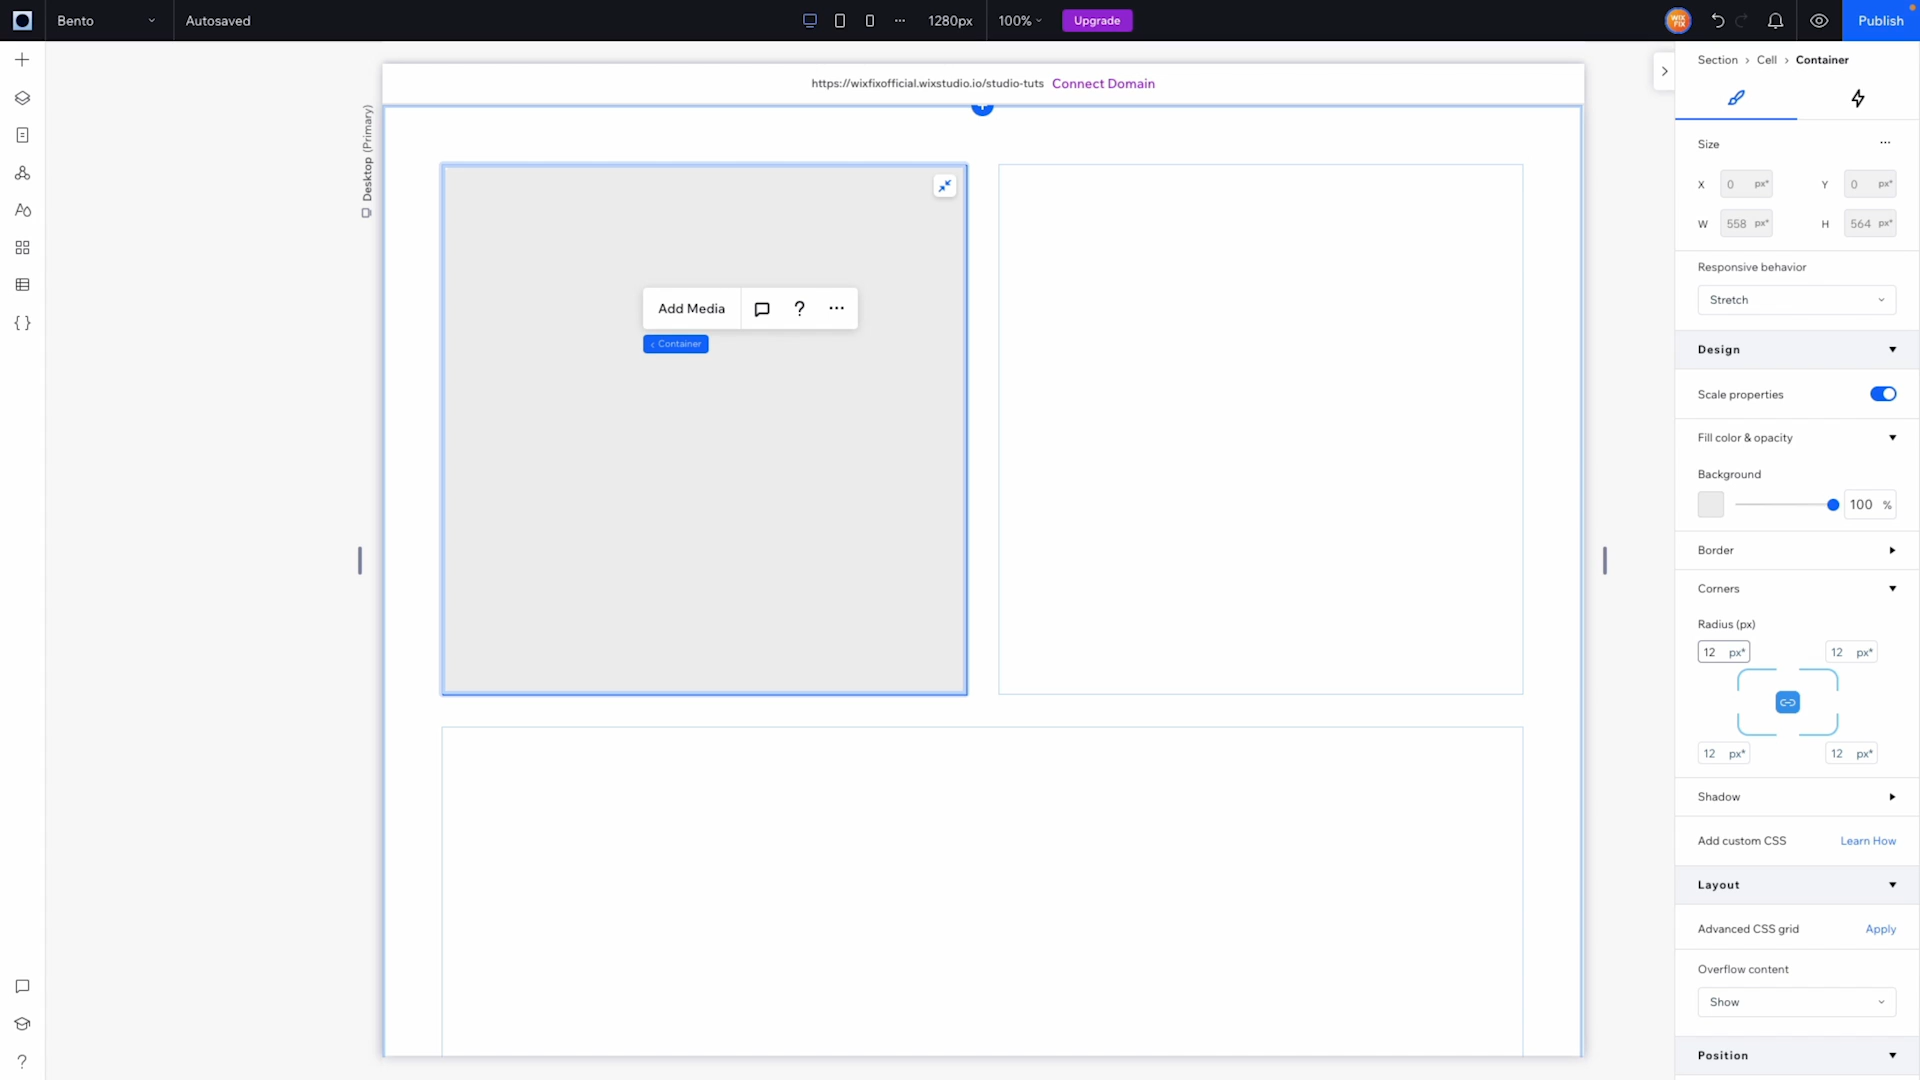 Bento
Autosaved
1280px
100%
Upgrade
WIX
FIX
Publish
https://wixfixofficial.wixstudio.io/studio-tuts Connect Domain
Desktop (Primary)
Add Media
?
‹ Container
Section › Cell › Container
Size
X 0 px*
Y 0 px*
W 558 px*
H 564 px*
Responsive behavior
Stretch
Design
Scale properties
Fill color & opacity
Background
100 %
Border
Corners
Radius (px)
12 px*
12 px*
12 px*
12 px*
Shadow
Add custom CSS
Learn How
Layout
Advanced CSS grid
Apply
Overflow content
Show
Position